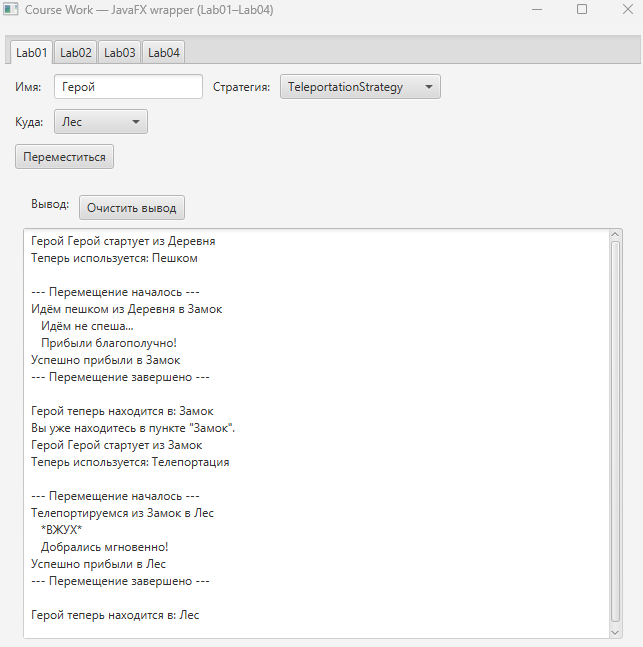 Course Work — JavaFX wrapper (Lab01–Lab04)
Lab01 Lab02 Lab03 Lab04
Имя: Герой Стратегия: TeleportationStrategy
Куда: Лес
Переместиться
Вывод: Очистить вывод
Герой Герой стартует из Деревня
Теперь используется: Пешком
--- Перемещение началось ---
Идём пешком из Деревня в Замок
Идём не спеша...
Прибыли благополучно!
Успешно прибыли в Замок
--- Перемещение завершено ---
Герой теперь находится в: Замок
Вы уже находитесь в пункте "Замок".
Герой Герой стартует из Замок
Теперь используется: Телепортация
--- Перемещение началось ---
Телепортируемся из Замок в Лес
*ВЖУХ*
Добрались мгновенно!
Успешно прибыли в Лес
--- Перемещение завершено ---
Герой теперь находится в: Лес